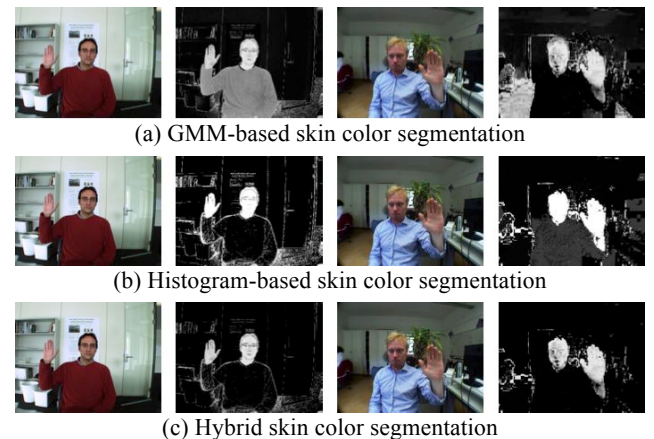 (a) GMM-based skin color segmentation
(b) Histogram-based skin color segmentation
(c) Hybrid skin color segmentation